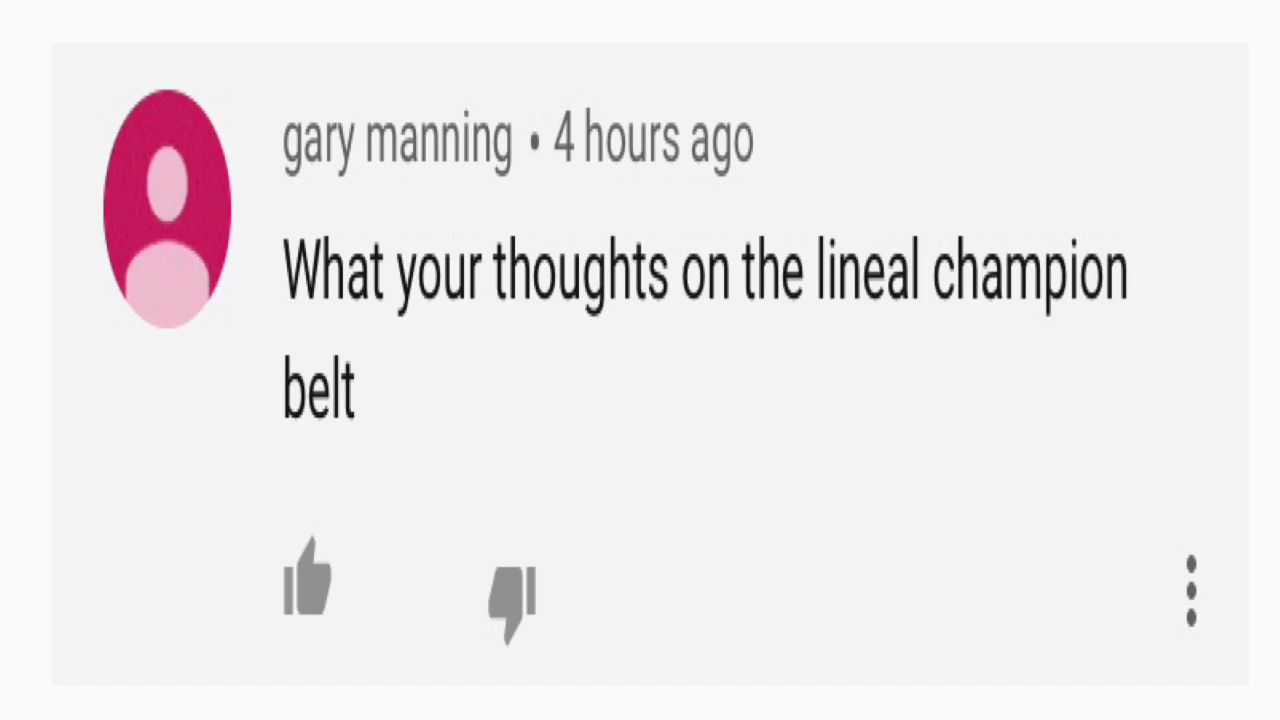 gary manning • 4 hours ago
What your thoughts on the lineal champion
belt